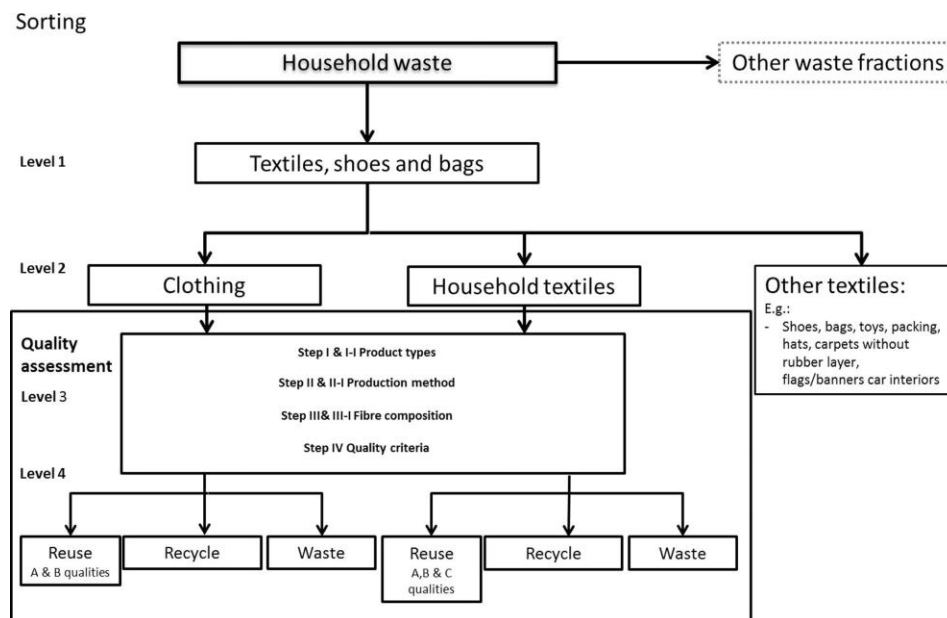 Sorting
Household waste
Other waste fractions
Level 1
Textiles, shoes and bags
Level 2
Clothing
Household textiles
Other textiles:
E.g.:
- Shoes, bags, toys, packing,
hats, carpets without
rubber layer,
flags/banners car interiors
Quality
assessment
Level 3
Step I & I-I Product types
Step II & II-I Production method
Step III& III-I Fibre composition
Step IV Quality criteria
Level 4
Reuse
A & B qualities
Recycle
Waste
Reuse
A,B & C
qualities
Recycle
Waste